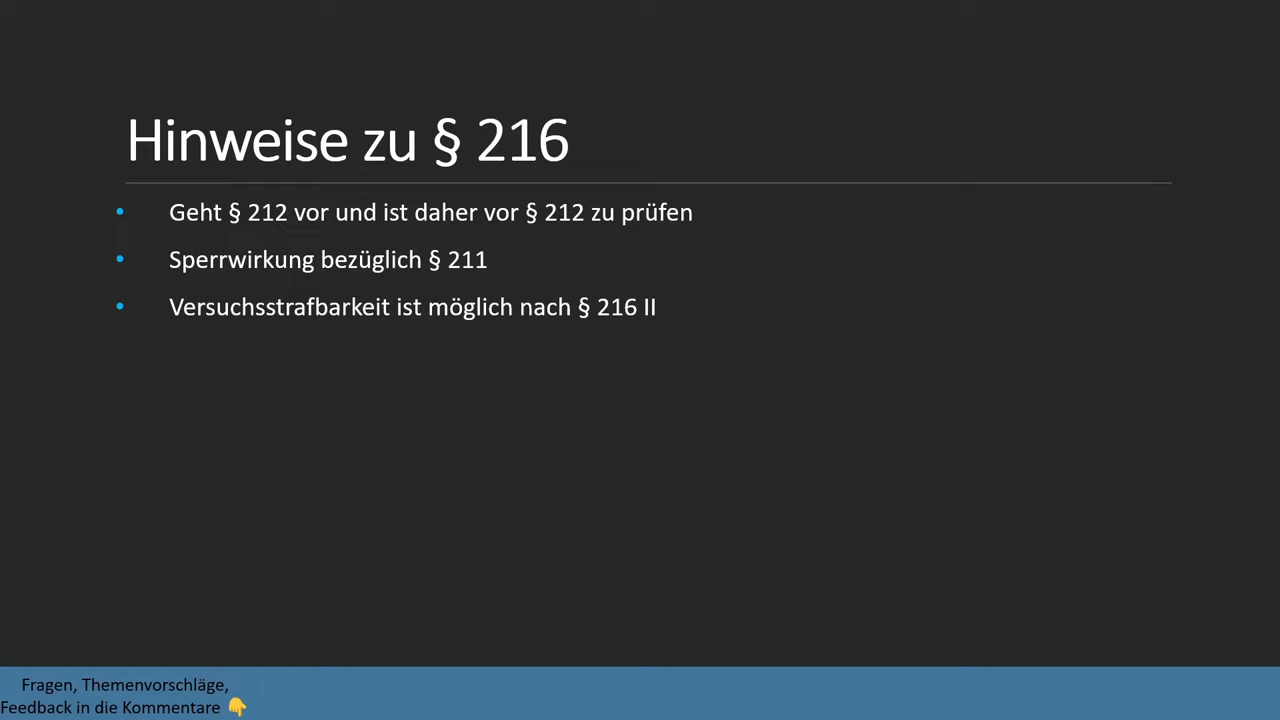 Hinweise zu § 216
• Geht § 212 vor und ist daher vor § 212 zu prüfen
• Sperrwirkung bezüglich § 211
• Versuchsstrafbarkeit ist möglich nach § 216 II
Fragen, Themenvorschläge,
Feedback in die Kommentare 👇